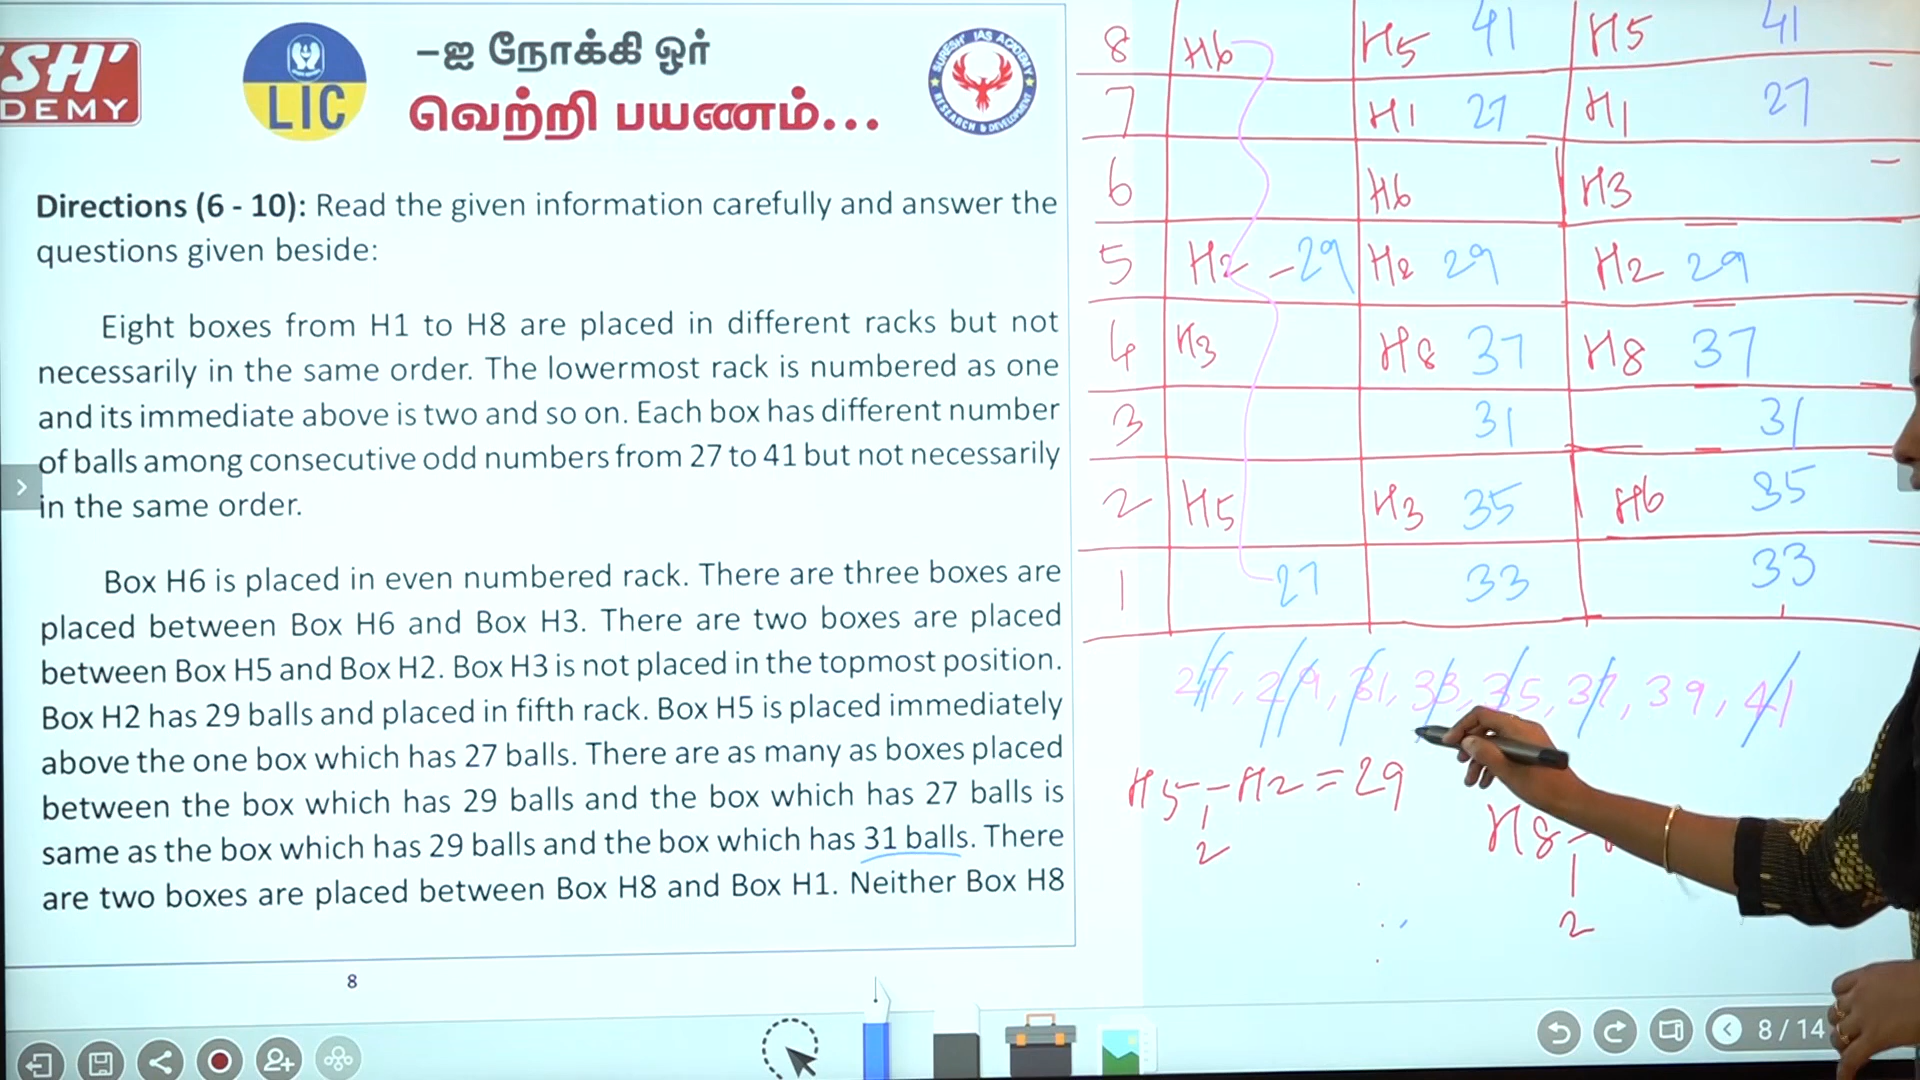 SH'
DEMY
LIC
–ஐ நோக்கி ஓர்
வெற்றி பயணம்...
SURESH' IAS ACADEMY
RESEARCH & DEVELOPMENT
Directions (6 - 10): Read the given information carefully and answer the
questions given beside:
Eight boxes from H1 to H8 are placed in different racks but not
necessarily in the same order. The lowermost rack is numbered as one
and its immediate above is two and so on. Each box has different number
of balls among consecutive odd numbers from 27 to 41 but not necessarily
in the same order.
Box H6 is placed in even numbered rack. There are three boxes are
placed between Box H6 and Box H3. There are two boxes are placed
between Box H5 and Box H2. Box H3 is not placed in the topmost position.
Box H2 has 29 balls and placed in fifth rack. Box H5 is placed immediately
above the one box which has 27 balls. There are as many as boxes placed
between the box which has 29 balls and the box which has 27 balls is
same as the box which has 29 balls and the box which has 31 balls. There
are two boxes are placed between Box H8 and Box H1. Neither Box H8
8
8 H6 H5 41 H5 41
7 H1 27 H1 27
6 H6 H3
5 H2 - 29 H2 29 H2 29
4 H3 H8 37 H8 37
3 31 31
2 H5 H3 35 H6 35
1 27 33 33
27, 29, 31, 33, 35, 37, 39, 41
H5 - H2 = 29
2
H8 -
2
8 / 14